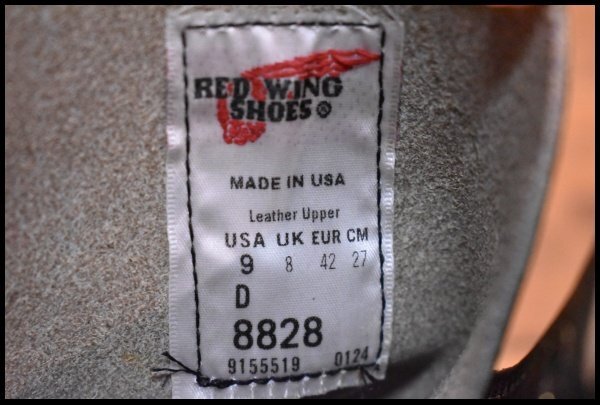 RED WING
SHOES®
MADE IN USA
Leather Upper
USA UK EUR CM
9 8 42 27
D
8828
9155519 0124